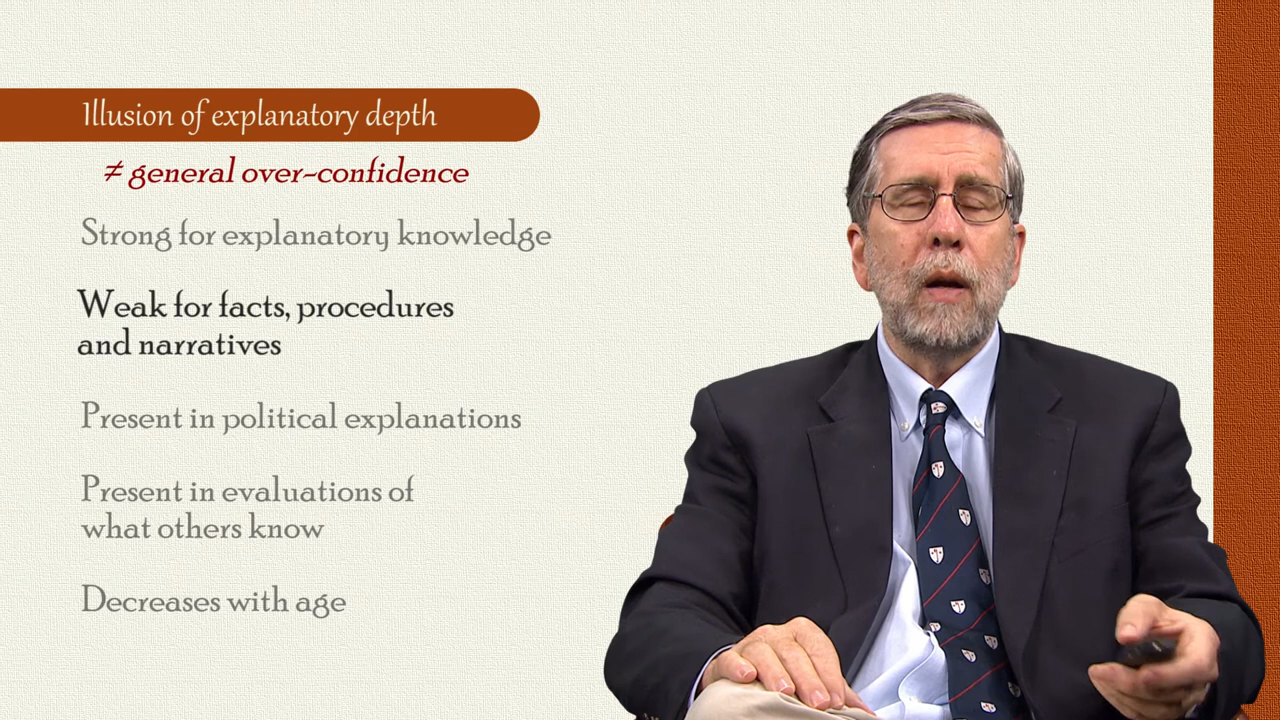 Illusion of explanatory depth
≠ general over-confidence
Strong for explanatory knowledge
Weak for facts, procedures
and narratives
Present in political explanations
Present in evaluations of
what others know
Decreases with age